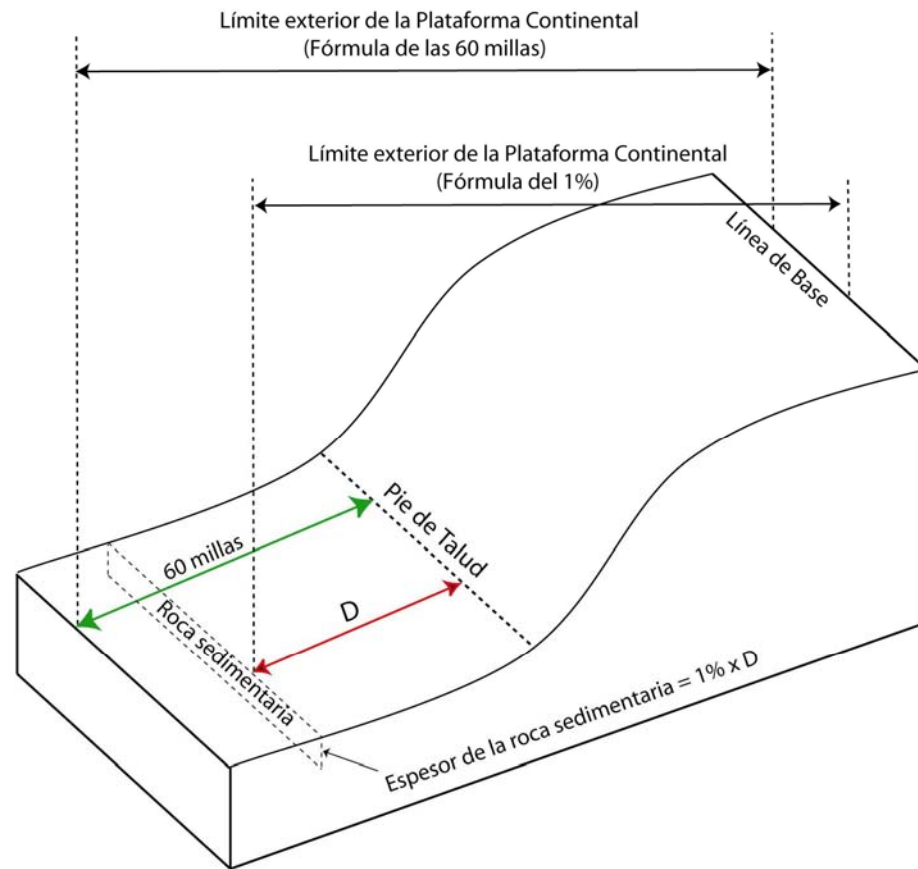 Límite exterior de la Plataforma Continental
(Fórmula de las 60 millas)
Límite exterior de la Plataforma Continental
(Fórmula del 1%)
Línea de Base
Pie de Talud
60 millas
D
Roca sedimentaria
Espesor de la roca sedimentaria = 1% x D